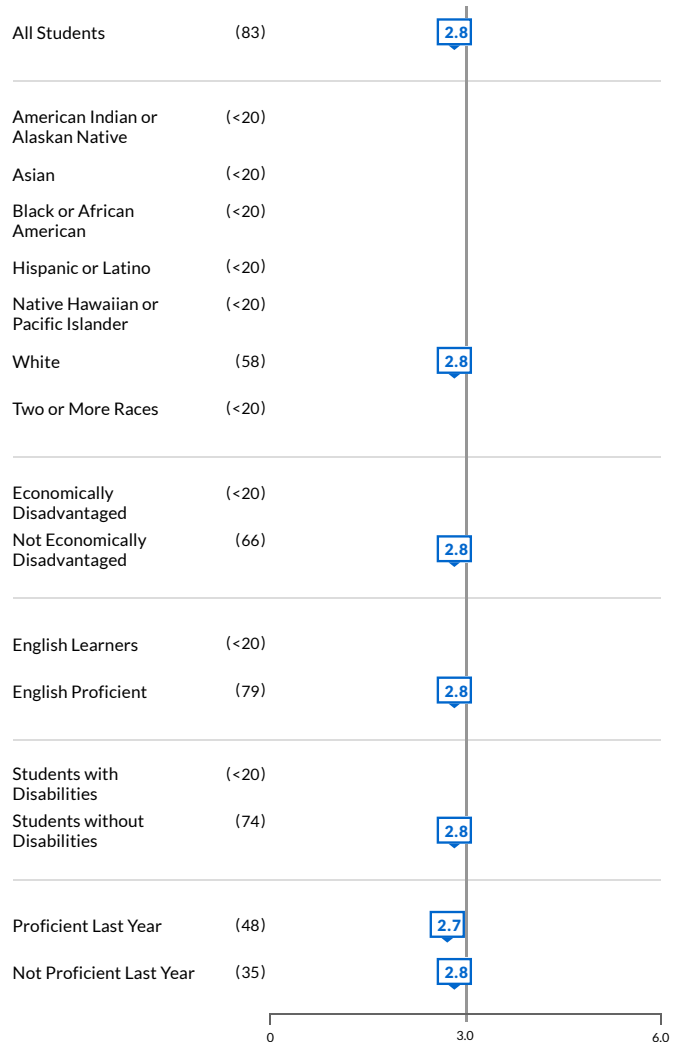 All Students (83) 2.8
American Indian or (<20)
Alaskan Native
Asian (<20)
Black or African (<20)
American
Hispanic or Latino (<20)
Native Hawaiian or (<20)
Pacific Islander
White (58) 2.8
Two or More Races (<20)
Economically (<20)
Disadvantaged
Not Economically (66) 2.8
Disadvantaged
English Learners (<20)
English Proficient (79) 2.8
Students with (<20)
Disabilities
Students without (74) 2.8
Disabilities
Proficient Last Year (48) 2.7
Not Proficient Last Year (35) 2.8
0 3.0 6.0